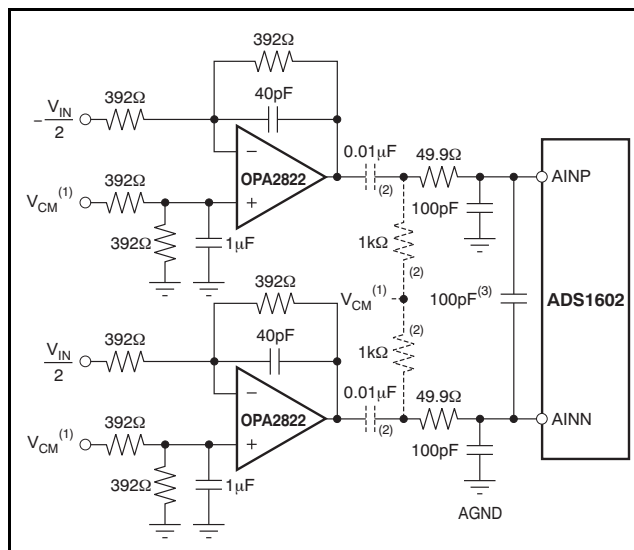 392Ω
40pF
392Ω
− V_IN
2
−
OPA2822
+
392Ω
V_CM (1)
392Ω
1μF
0.01μF
(2)
49.9Ω
AINP
100pF
1kΩ
(2)
V_CM (1)
100pF(3)
ADS1602
(2)
1kΩ
392Ω
40pF
392Ω
V_IN
2
−
OPA2822
+
392Ω
V_CM (1)
392Ω
1μF
0.01μF
(2)
49.9Ω
AINN
100pF
AGND